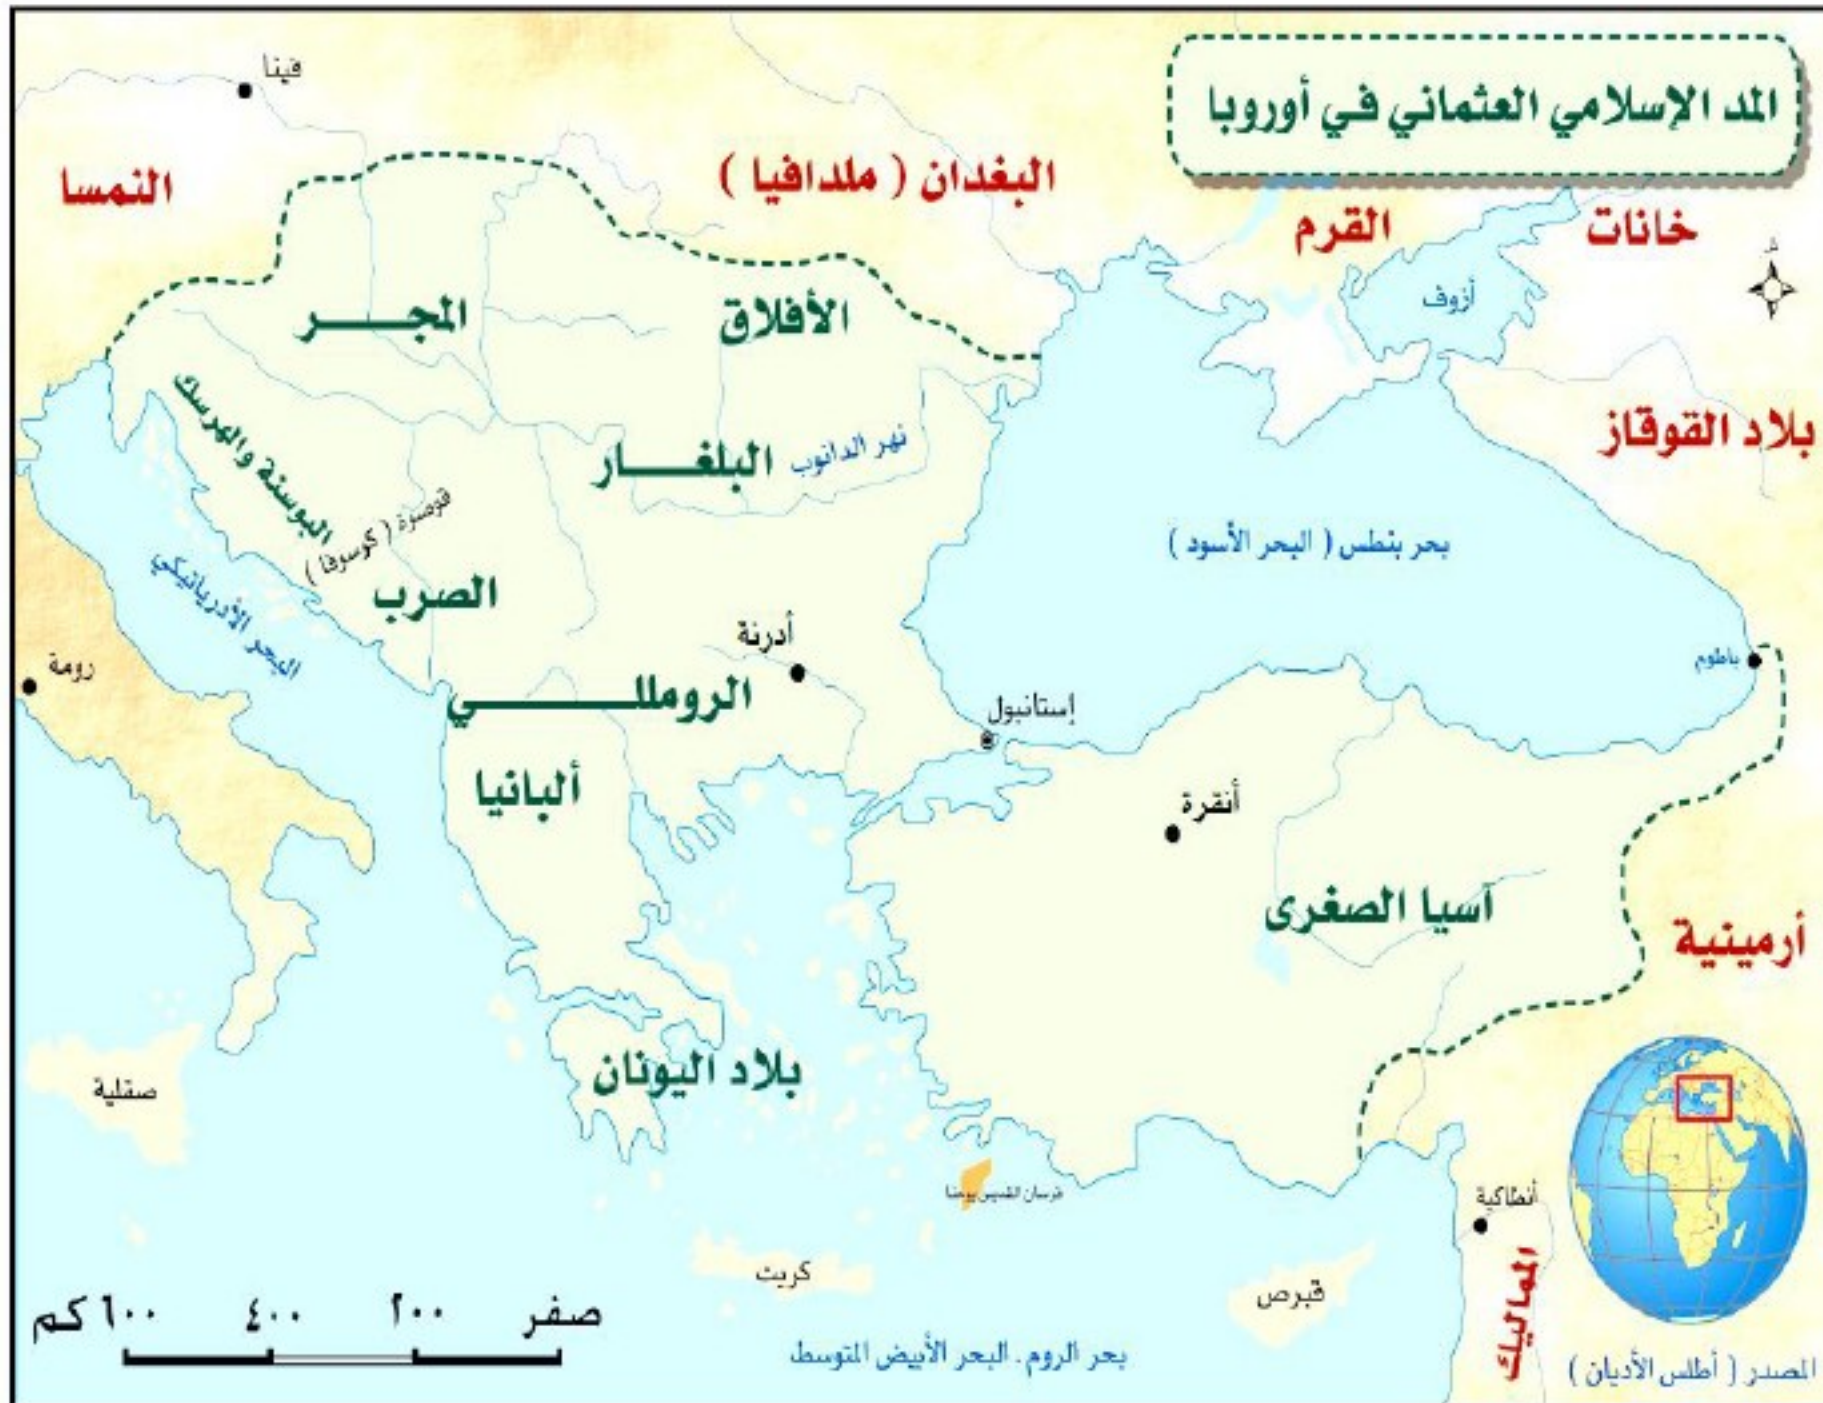 المد الإسلامي العثماني في أوروبا
ڤينا
النمسا
البغدان ( ملدافيا )
القرم
خانات
ش
أزوف
المجـــــر
الأفلاق
بلاد القوقاز
البوسنة والهرسك
قوصوة ( كوسوفا )
البلغـــــار
نهر الدانوب
بحر بنطس ( البحر الأسود )
الصرب
البحر الأدرياتيكي
أدرنة
باطوم
رومة
الروملـــــــــي
إستانبول
ألبانيا
أنقرة
آسيا الصغرى
أرمينية
بلاد اليونان
صقلية
فرسان القديس يوحنا
أنطاكية
كريت
قبرص
المماليك
صفر ٢٠٠ ٤٠٠ ٦٠٠ كم
بحر الروم . البحر الأبيض المتوسط
المصدر ( أطلس الأديان )